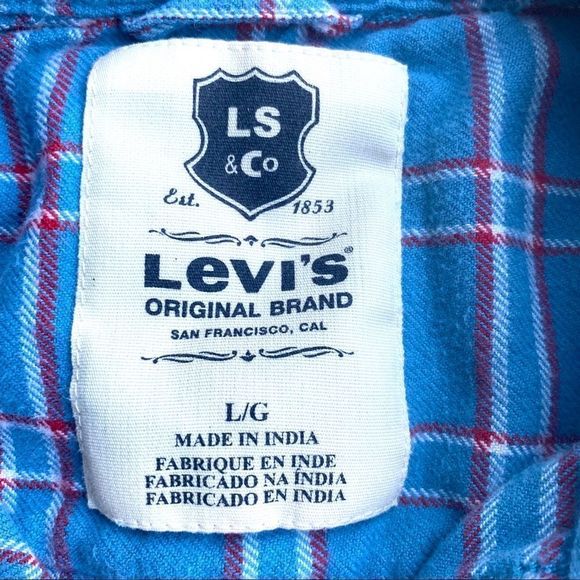 LS
& Co
Est. 1853
Levi's®
ORIGINAL BRAND
SAN FRANCISCO, CAL
L/G
MADE IN INDIA
FABRIQUE EN INDE
FABRICADO NA ÍNDIA
FABRICADO EN INDIA